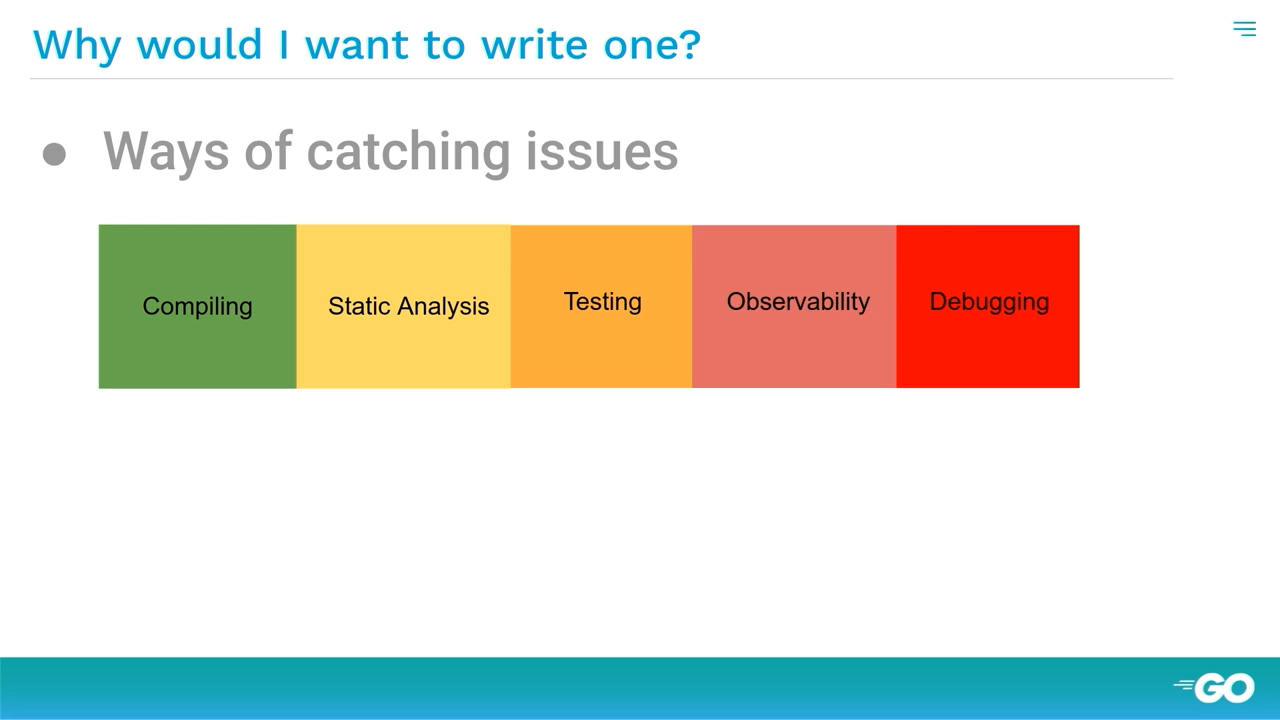 Why would I want to write one?
● Ways of catching issues
Compiling Static Analysis Testing Observability Debugging
GO